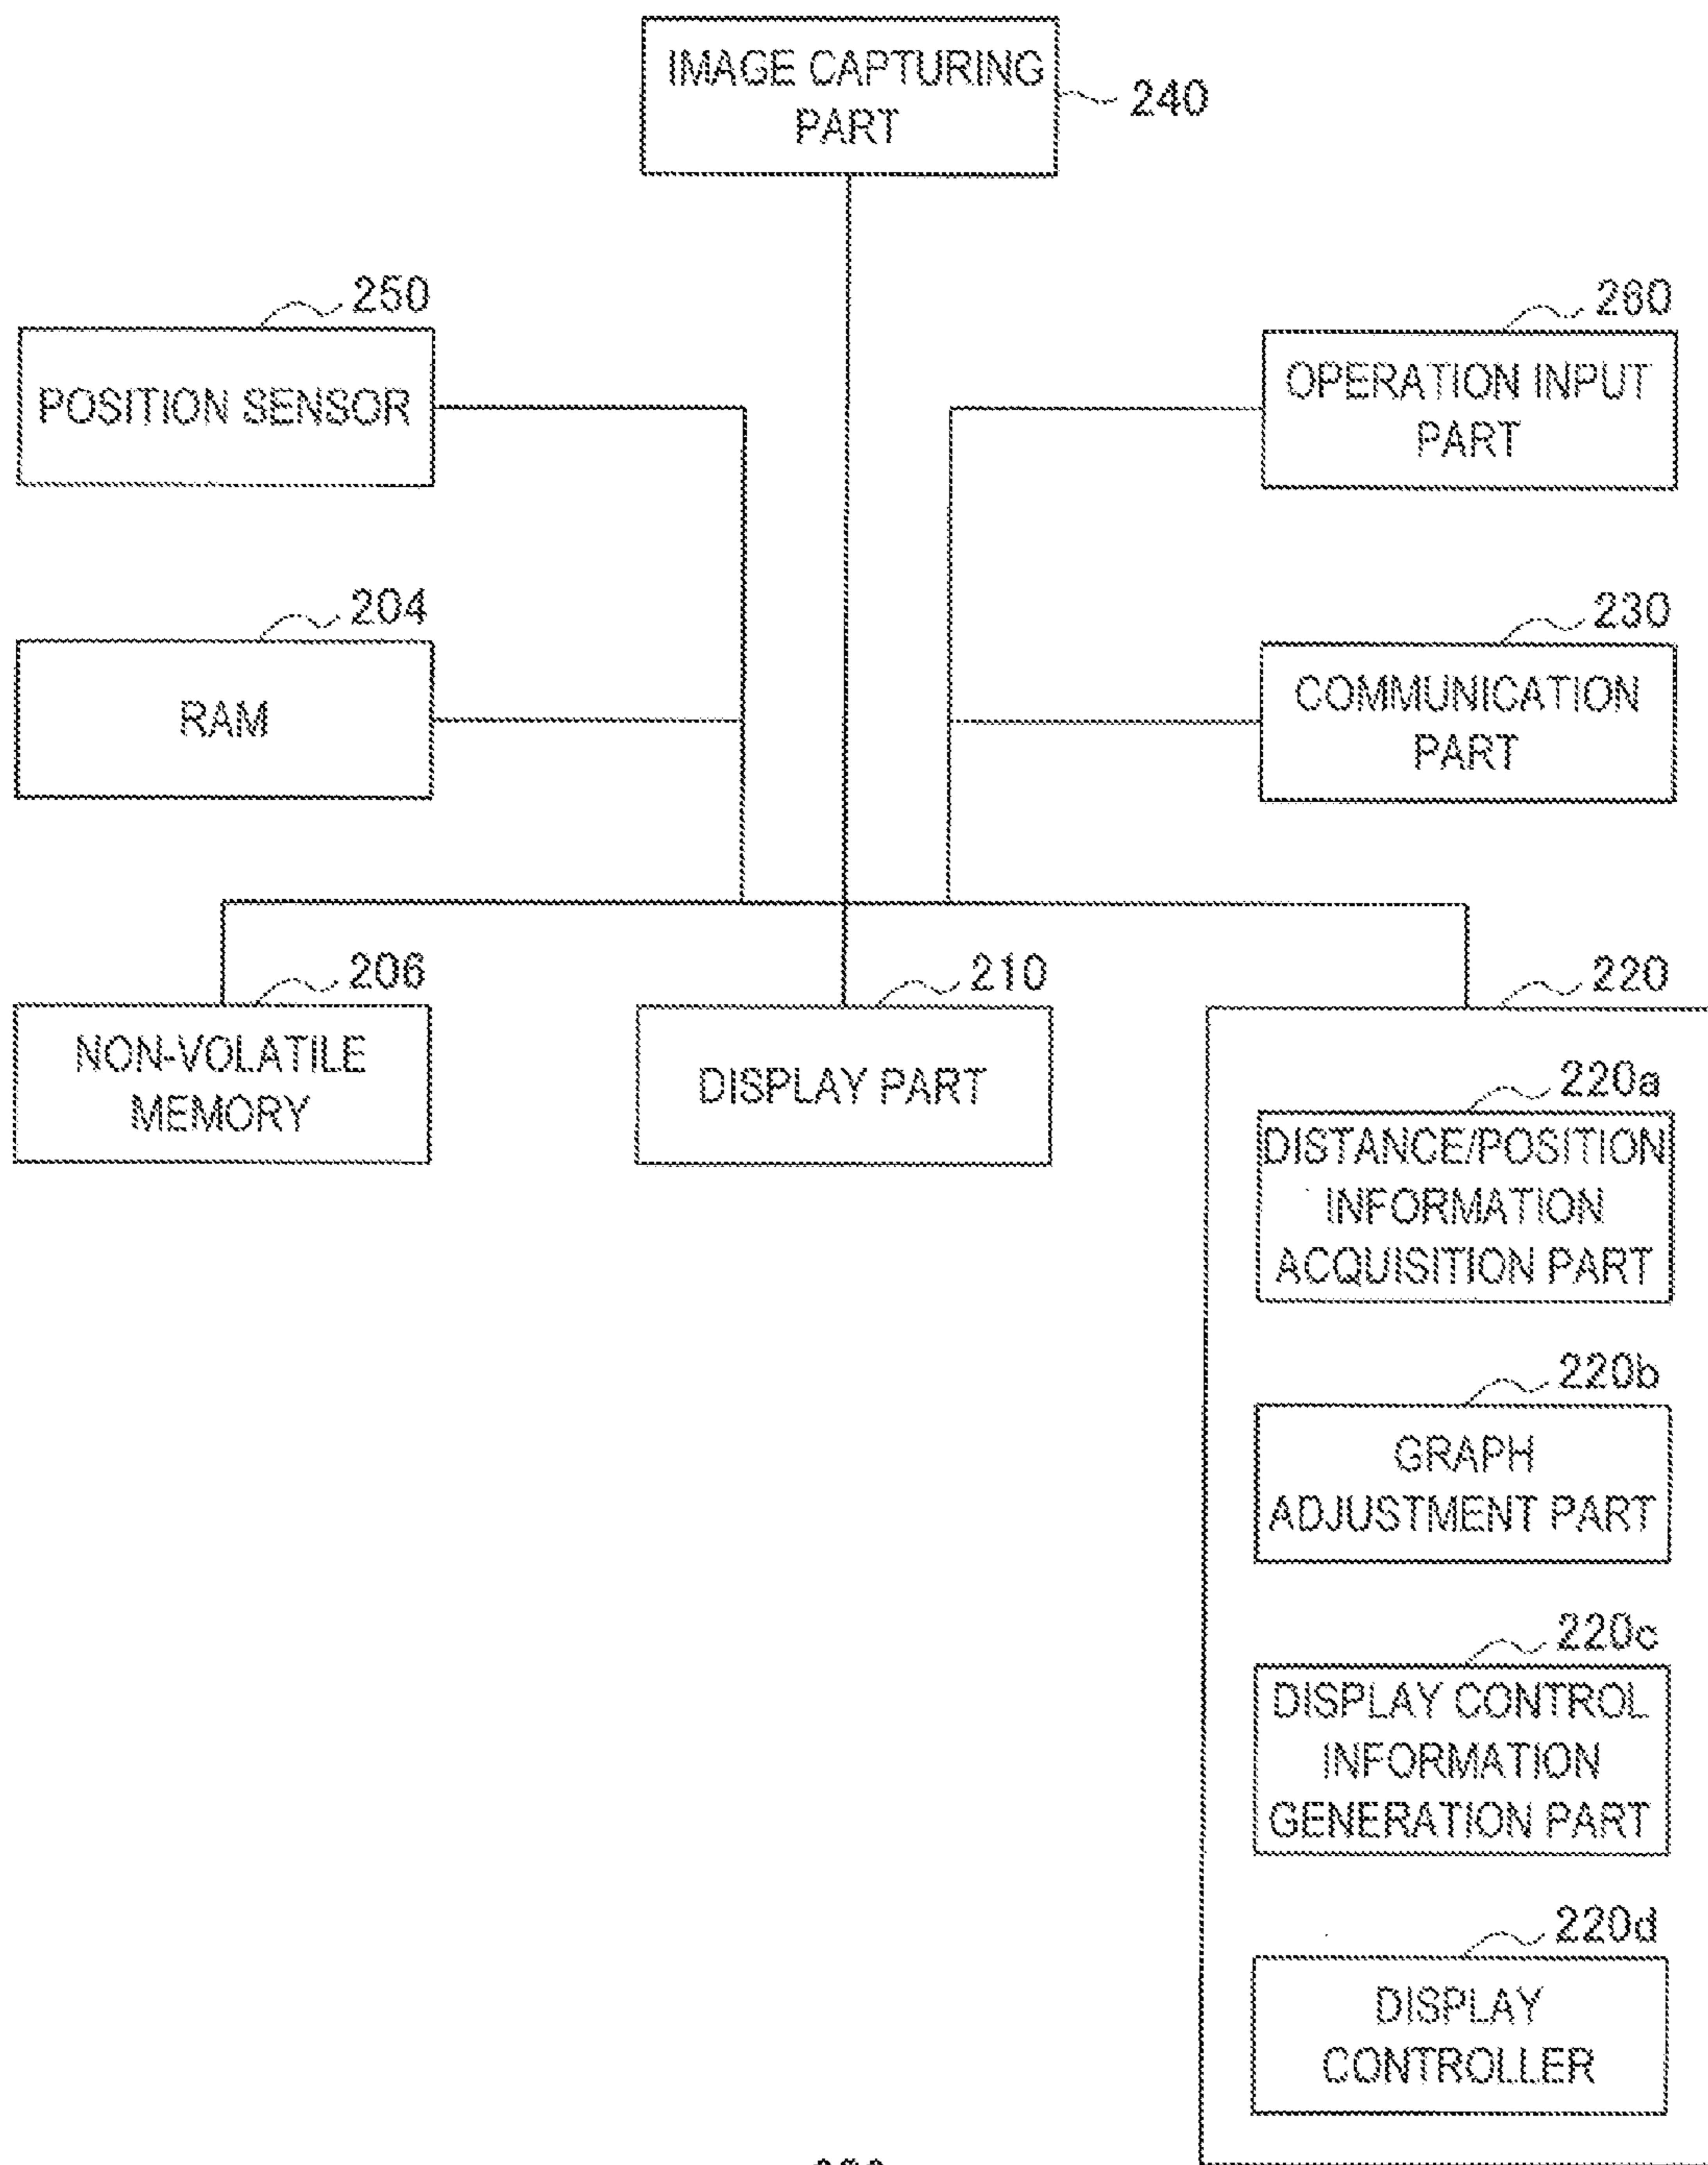 IMAGE CAPTURING
PART
240
250
POSITION SENSOR
260
OPERATION INPUT
PART
204
RAM
230
COMMUNICATION
PART
206
NON-VOLATILE
MEMORY
210
DISPLAY PART
220
220a
DISTANCE/POSITION
INFORMATION
ACQUISITION PART
220b
GRAPH
ADJUSTMENT PART
220c
DISPLAY CONTROL
INFORMATION
GENERATION PART
220d
DISPLAY
CONTROLLER